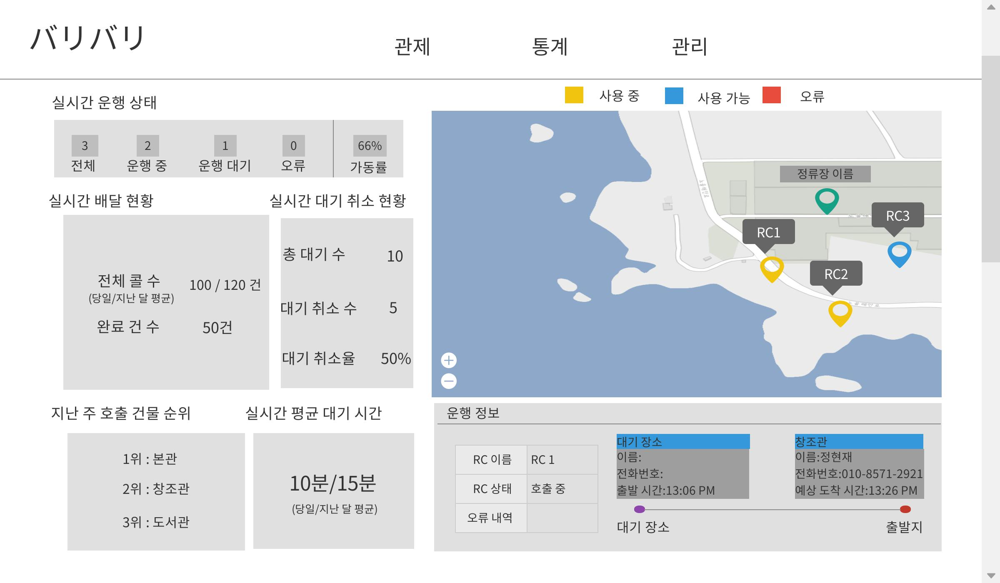 バリバリ
관제
통계
관리
사용 중
사용 가능
오류
실시간 운행 상태
3
2
1
0
66%
전체
운행 중
운행 대기
오류
가동률
실시간 배달 현황
전체 콜 수
100 / 120 건
(당일/지난 달 평균)
완료 건 수
50건
실시간 대기 취소 현황
총 대기 수
10
대기 취소 수
5
대기 취소율
50%
정류장 이름
RC3
RC1
RC2
노을해안로
노을해안로
지난 주 호출 건물 순위
1위 : 본관
2위 : 창조관
3위 : 도서관
실시간 평균 대기 시간
10분/15분
(당일/지난 달 평균)
운행 정보
RC 이름
RC 1
RC 상태
호출 중
오류 내역
대기 장소
이름:
전화번호:
출발 시간:13:06 PM
창조관
이름:정현재
전화번호:010-8571-2921
예상 도착 시간:13:26 PM
대기 장소
출발지